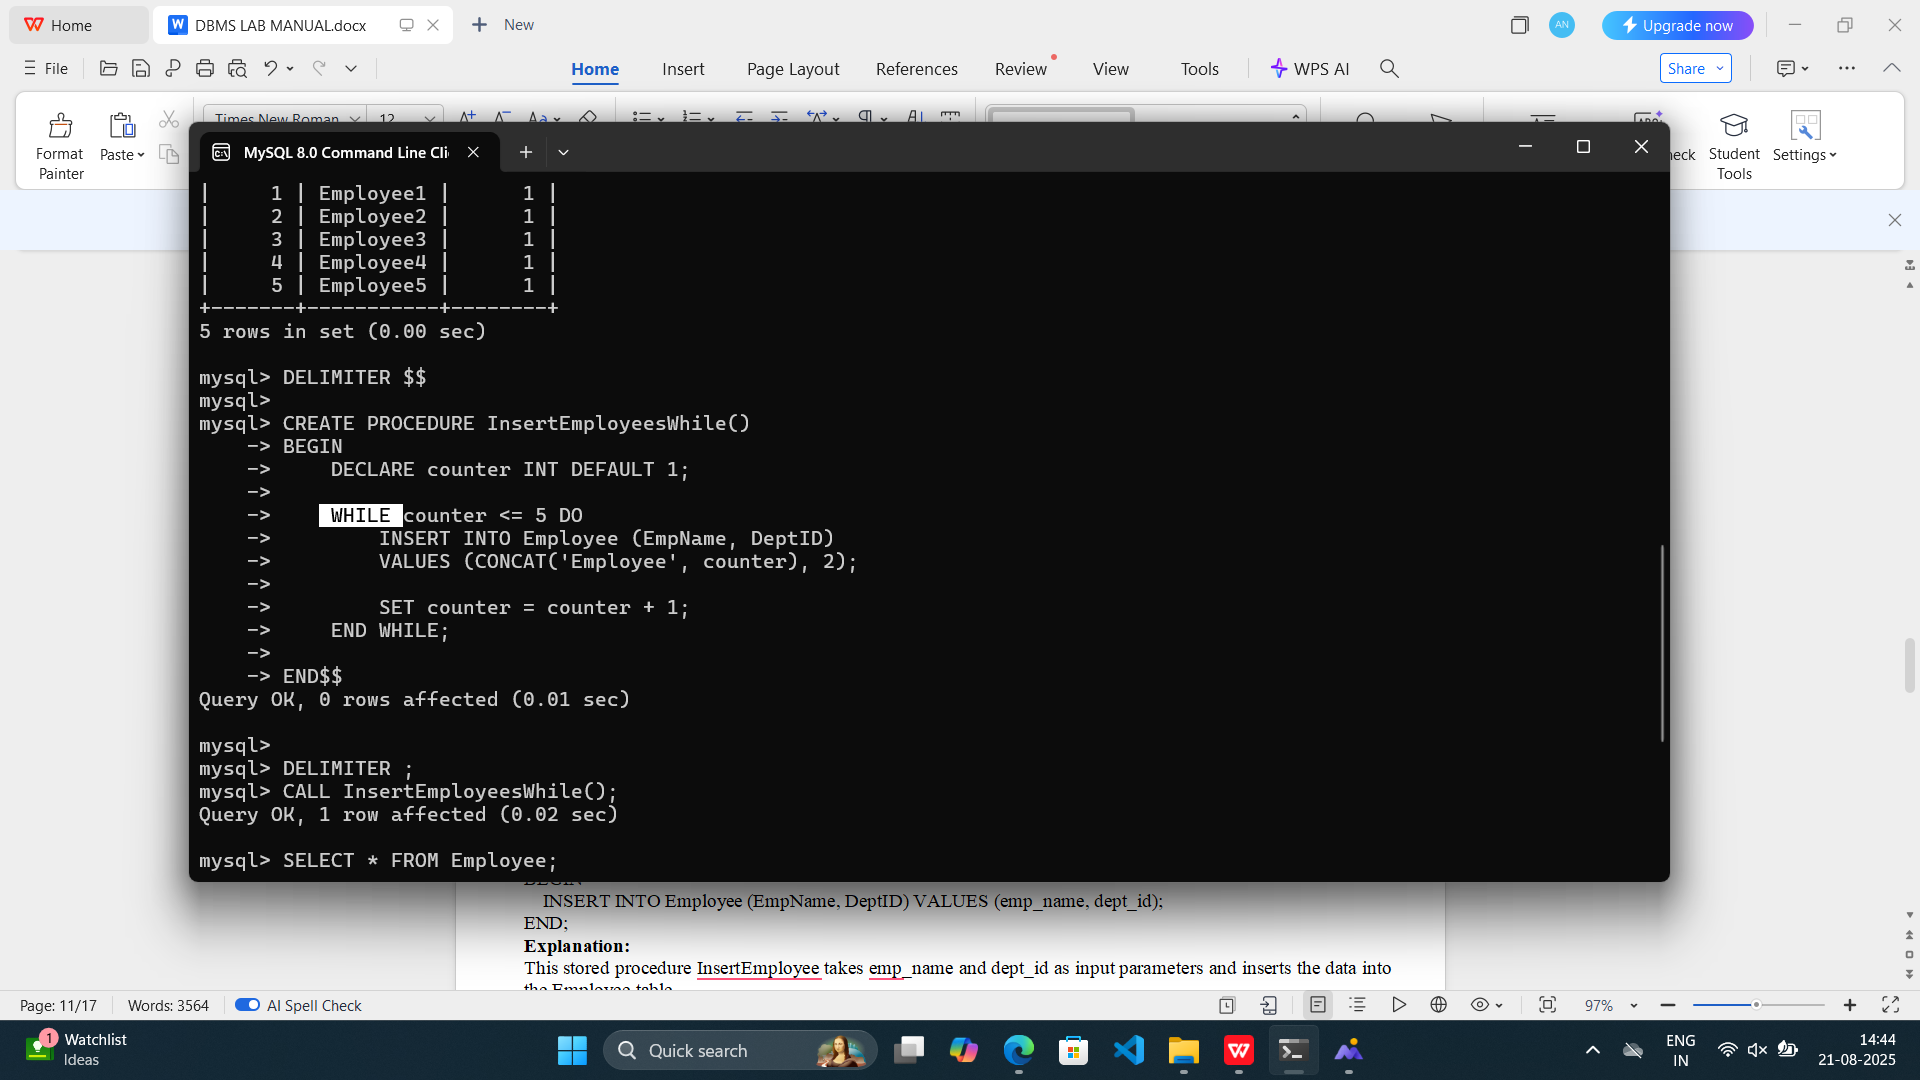 Home
DBMS LAB MANUAL.docx
New
AN
Upgrade now
File
Home
Insert
Page Layout
References
Review
View
Tools
WPS AI
Share
Format
Painter
Paste
Times New Roman
12
Student
Tools
Settings
MySQL 8.0 Command Line Cli
|     1 | Employee1 |      1 |
|     2 | Employee2 |      1 |
|     3 | Employee3 |      1 |
|     4 | Employee4 |      1 |
|     5 | Employee5 |      1 |
+-------+-----------+--------+
5 rows in set (0.00 sec)
mysql> DELIMITER $$
mysql>
mysql> CREATE PROCEDURE InsertEmployeesWhile()
    -> BEGIN
    ->     DECLARE counter INT DEFAULT 1;
    ->
    ->     WHILE counter <= 5 DO
    ->         INSERT INTO Employee (EmpName, DeptID)
    ->         VALUES (CONCAT('Employee', counter), 2);
    ->
    ->         SET counter = counter + 1;
    ->     END WHILE;
    ->
    -> END$$
Query OK, 0 rows affected (0.01 sec)
mysql>
mysql> DELIMITER ;
mysql> CALL InsertEmployeesWhile();
Query OK, 1 row affected (0.02 sec)
mysql> SELECT * FROM Employee;
INSERT INTO Employee (EmpName, DeptID) VALUES (emp_name, dept_id);
END;
Explanation:
This stored procedure InsertEmployee takes emp_name and dept_id as input parameters and inserts the data into
the Employee table
Page: 11/17
Words: 3564
AI Spell Check
97%
1
Watchlist
Ideas
Quick search
ENG
IN
14:44
21-08-2025